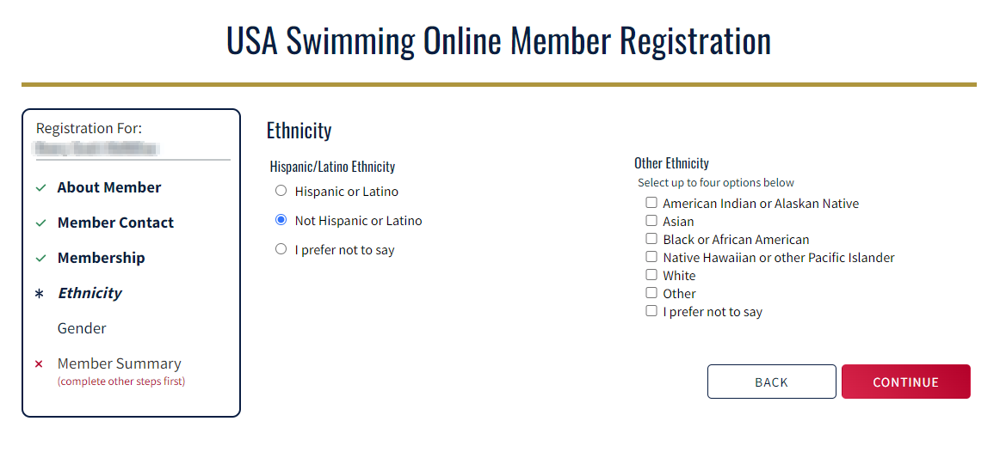 USA Swimming Online Member Registration
Registration For:
About Member
Member Contact
Membership
Ethnicity
Gender
Member Summary
(complete other steps first)
Ethnicity
Hispanic/Latino Ethnicity
Hispanic or Latino
Not Hispanic or Latino
I prefer not to say
Other Ethnicity
Select up to four options below
American Indian or Alaskan Native
Asian
Black or African American
Native Hawaiian or other Pacific Islander
White
Other
I prefer not to say
BACK
CONTINUE